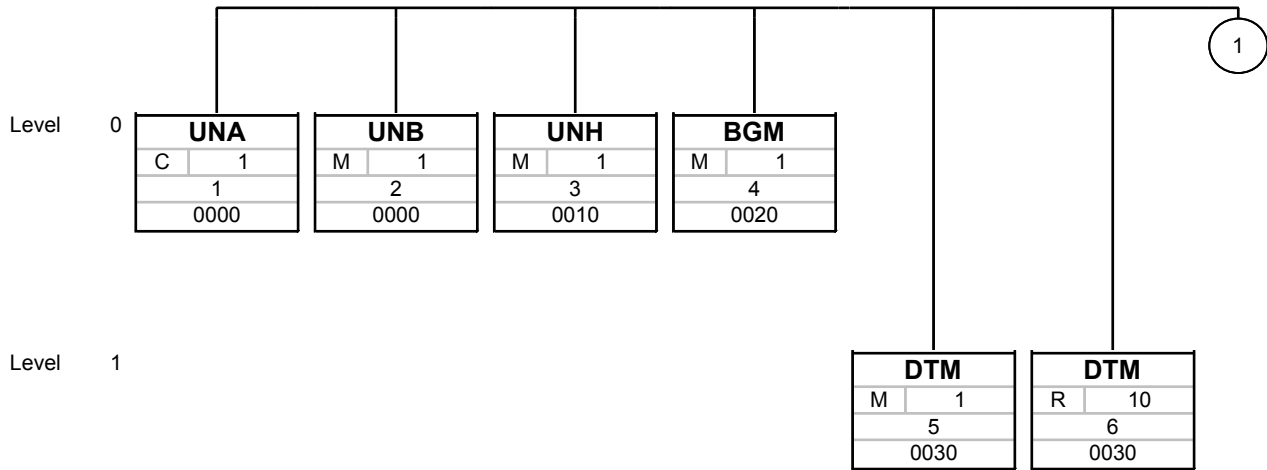 1
Level 0
UNA UNB UNH BGM
C 1 M 1 M 1 M 1
1 2 3 4
0000 0000 0010 0020
Level 1
DTM DTM
M 1 R 10
5 6
0030 0030